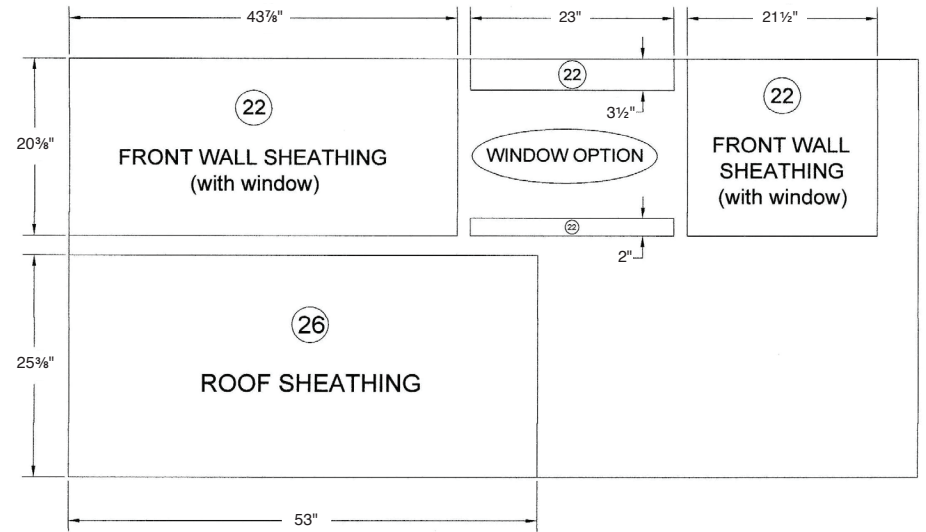 43⅞"
23"
21½"
22
3½"
20⅜"
22
FRONT WALL SHEATHING
(with window)
WINDOW OPTION
22
FRONT WALL
SHEATHING
(with window)
22
2"
25⅜"
26
ROOF SHEATHING
53"